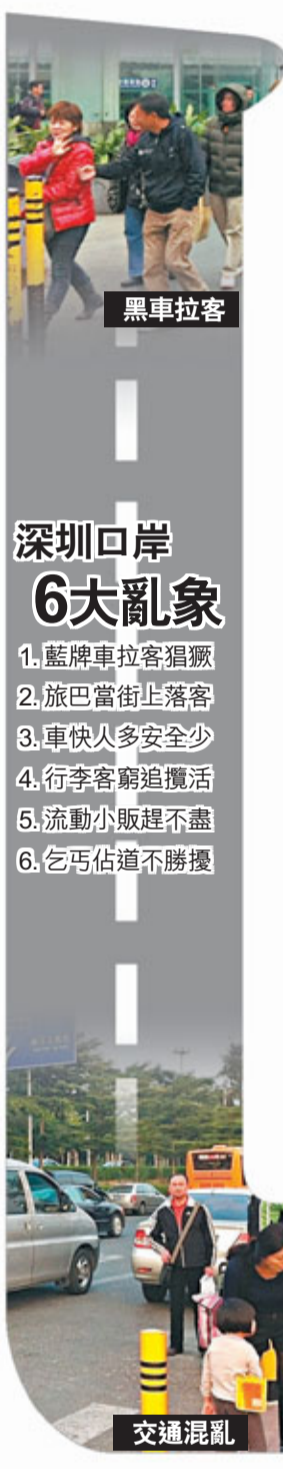 黑車拉客
深圳口岸
6大亂象
1. 藍牌車拉客猖獗
2. 旅巴當街上落客
3. 車快人多安全少
4. 行李客窮追攬活
5. 流動小販趕不盡
6. 乞丐佔道不勝擾
交通混亂